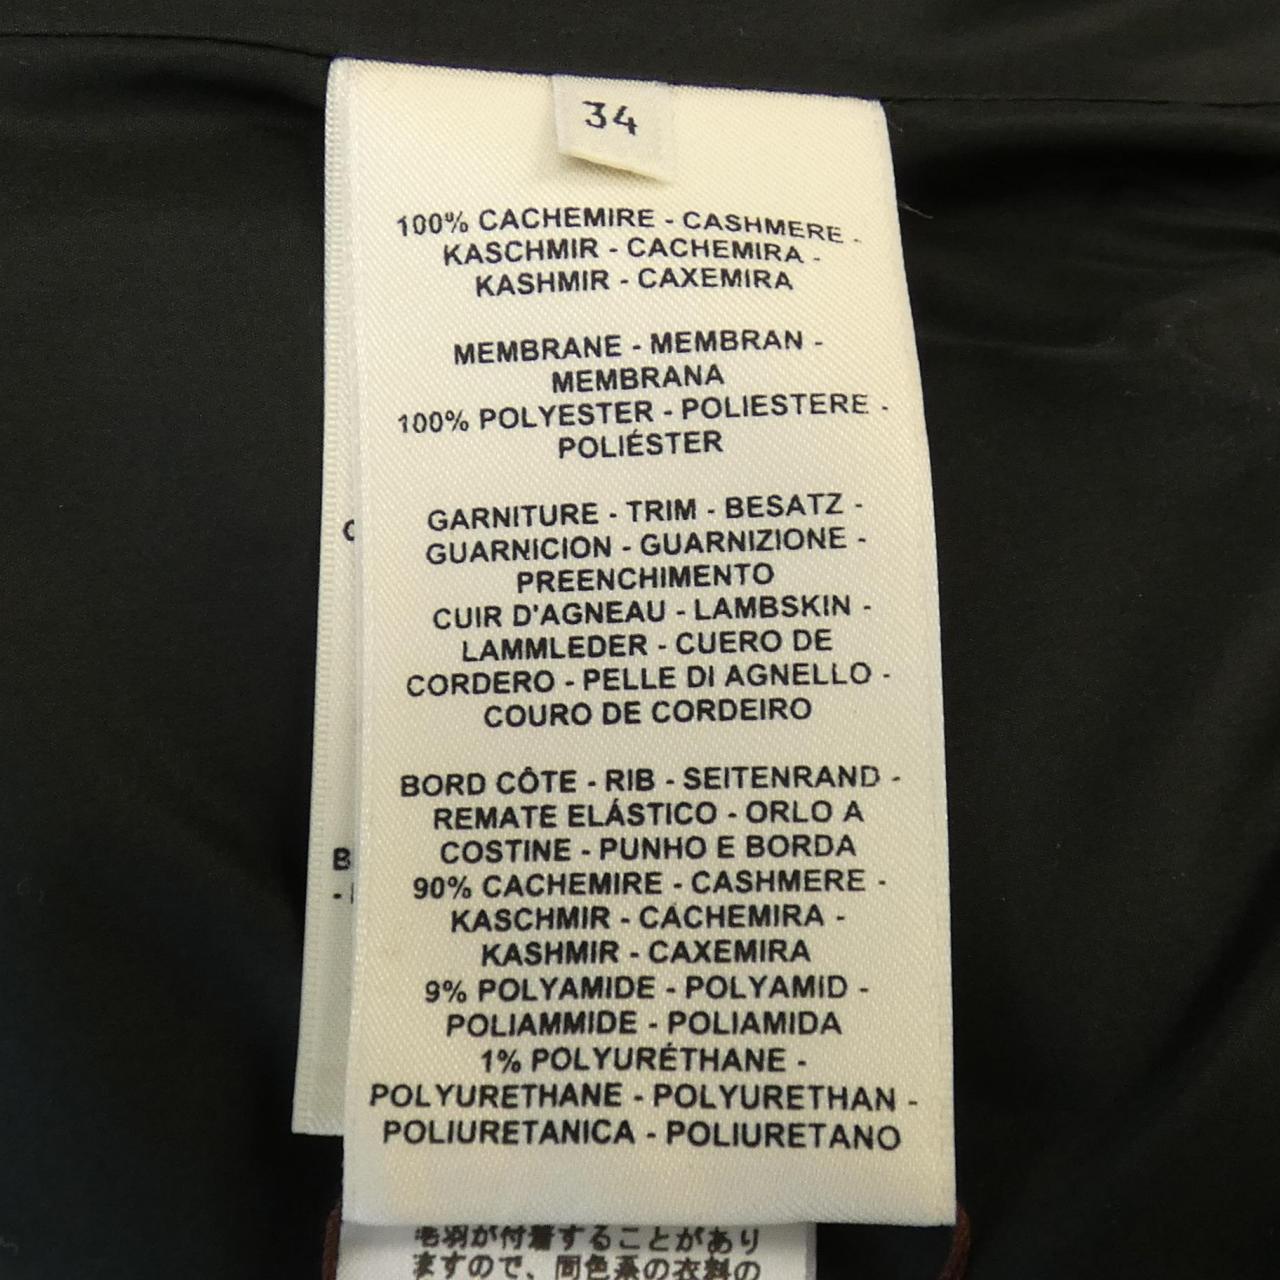 34
100% CACHEMIRE - CASHMERE -
KASCHMIR - CACHEMIRA -
KASHMIR - CAXEMIRA
MEMBRANE - MEMBRAN -
MEMBRANA
100% POLYESTER - POLIESTERE -
POLIÉSTER
GARNITURE - TRIM - BESATZ -
GUARNICION - GUARNIZIONE -
PREENCHIMENTO
CUIR D'AGNEAU - LAMBSKIN -
LAMMLEDER - CUERO DE
CORDERO - PELLE DI AGNELLO -
COURO DE CORDEIRO
BORD CÔTE - RIB - SEITENRAND -
REMATE ELÁSTICO - ORLO A
COSTINE - PUNHO E BORDA
90% CACHEMIRE - CASHMERE -
KASCHMIR - CACHEMIRA -
KASHMIR - CAXEMIRA
9% POLYAMIDE - POLYAMID -
POLIAMMIDE - POLIAMIDA
1% POLYURÉTHANE -
POLYURETHANE - POLYURETHAN -
POLIURETANICA - POLIURETANO
毛羽が付着することがあり
ますので、同色系の衣料の